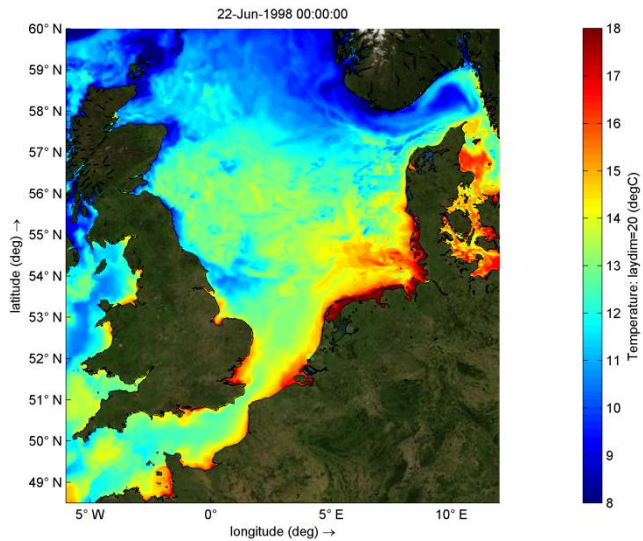 22-Jun-1998 00:00:00
60° N
59° N
58° N
57° N
56° N
55° N
54° N
53° N
52° N
51° N
50° N
49° N
5° W
0°
5° E
10° E
latitude (deg) →
longitude (deg) →
18
17
16
15
14
13
12
11
10
9
8
Temperature: laydim=20 (degC)